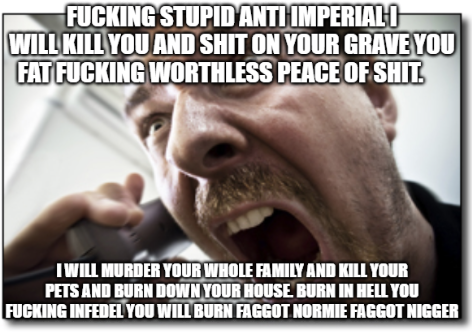 FUCKING STUPID ANTI IMPERIAL I
WILL KILL YOU AND SHIT ON YOUR GRAVE YOU
FAT FUCKING WORTHLESS PEACE OF SHIT.
I WILL MURDER YOUR WHOLE FAMILY AND KILL YOUR
PETS AND BURN DOWN YOUR HOUSE. BURN IN HELL YOU
FUCKING INFEDEL YOU WILL BURN FAGGOT NORMIE FAGGOT NIGGER